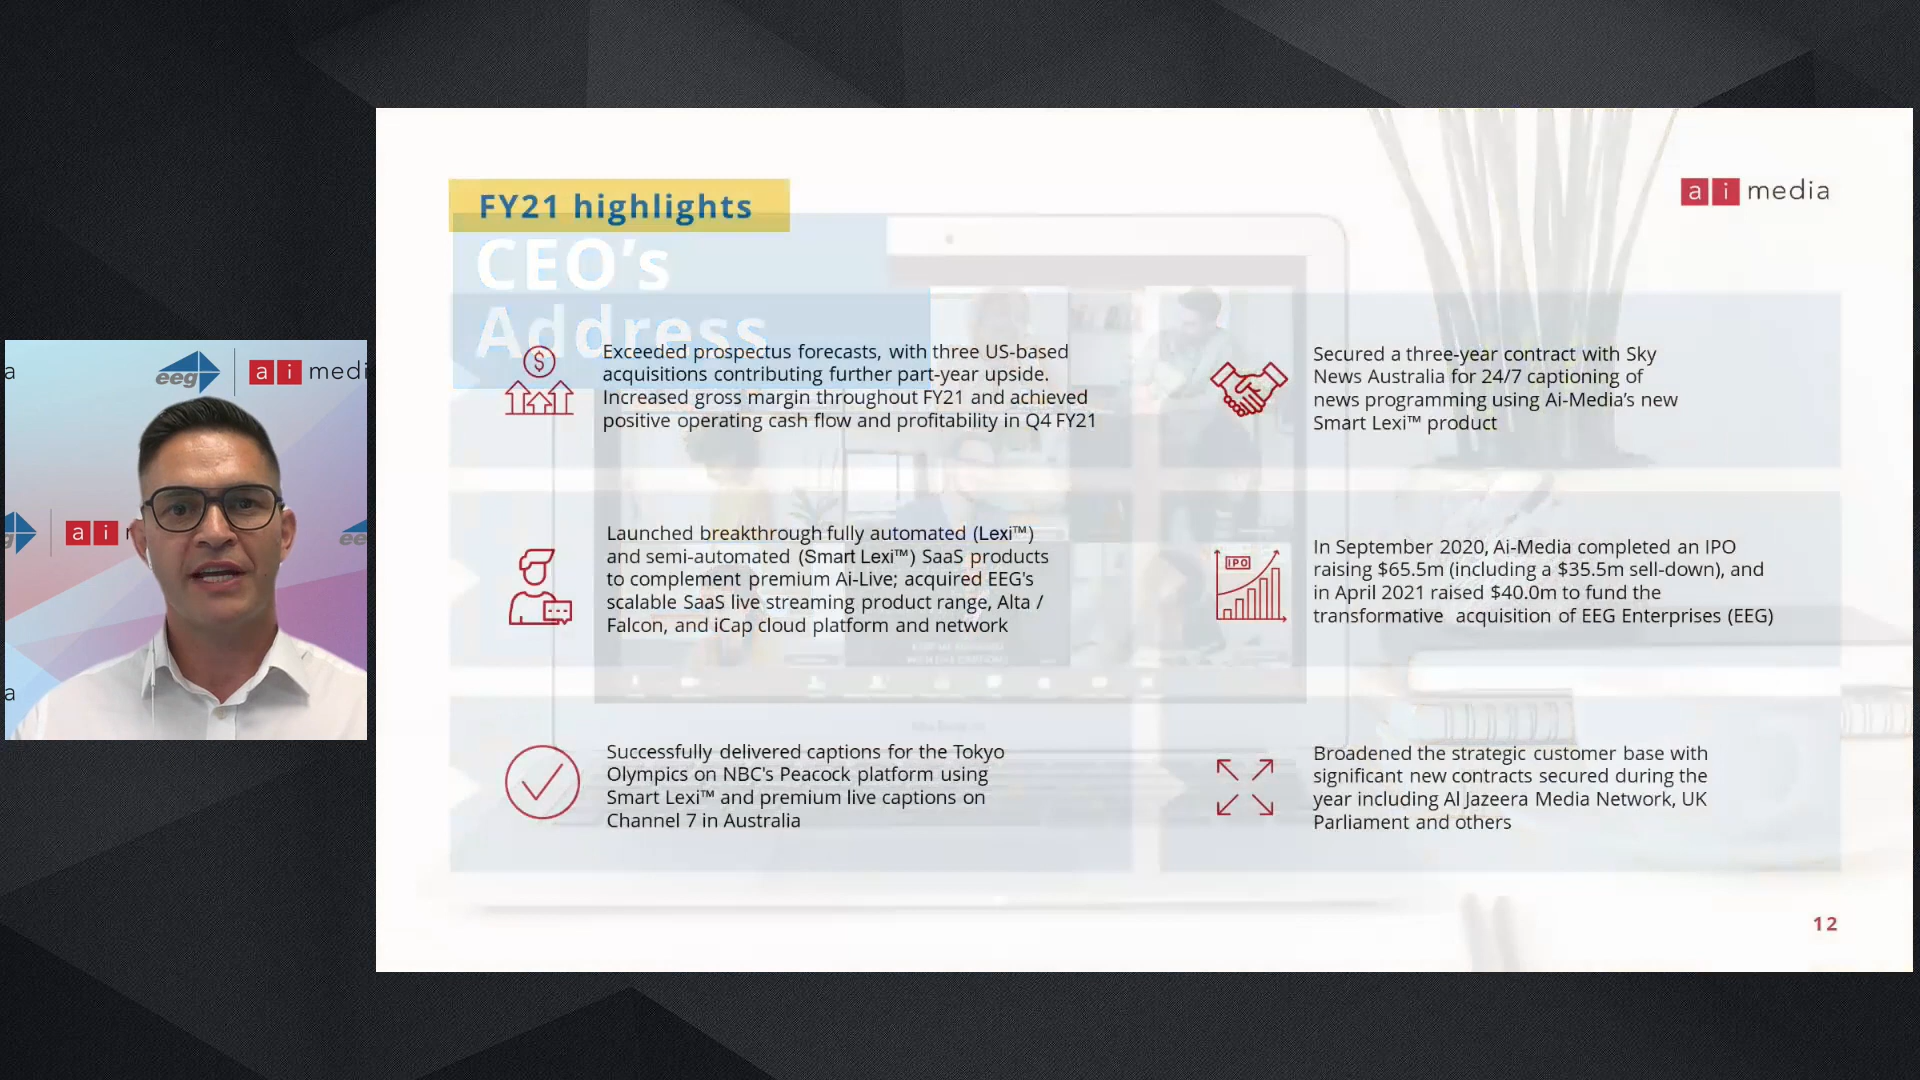 FY21 highlights
ai media
CEO's
Address
Exceeded prospectus forecasts, with three US-based
acquisitions contributing further part-year upside.
Increased gross margin throughout FY21 and achieved
positive operating cash flow and profitability in Q4 FY21
Secured a three-year contract with Sky
News Australia for 24/7 captioning of
news programming using Ai-Media's new
Smart Lexi™ product
Launched breakthrough fully automated (Lexi™)
and semi-automated (Smart Lexi™) SaaS products
to complement premium Ai-Live; acquired EEG's
scalable SaaS live streaming product range, Alta /
Falcon, and iCap cloud platform and network
IPO
In September 2020, Ai-Media completed an IPO
raising $65.5m (including a $35.5m sell-down), and
in April 2021 raised $40.0m to fund the
transformative acquisition of EEG Enterprises (EEG)
Successfully delivered captions for the Tokyo
Olympics on NBC's Peacock platform using
Smart Lexi™ and premium live captions on
Channel 7 in Australia
Broadened the strategic customer base with
significant new contracts secured during the
year including Al Jazeera Media Network, UK
Parliament and others
12
a
eeg
ai medi
g
ai
ee
a